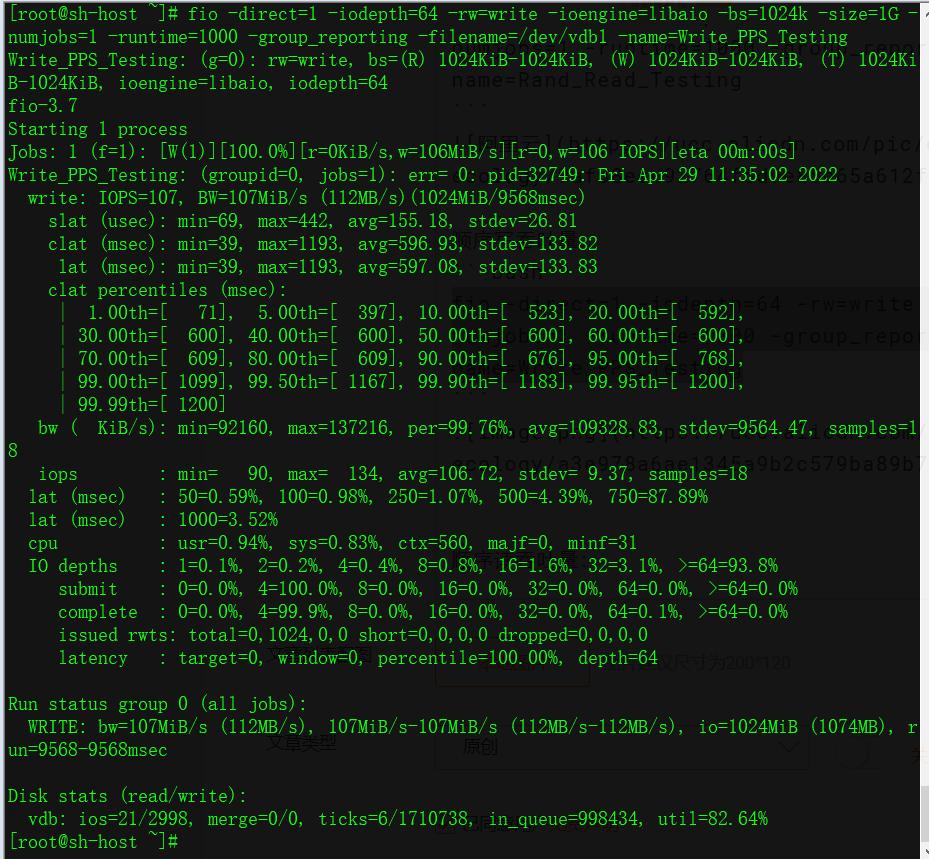 [root@sh-host ~]# fio -direct=1 -iodepth=64 -rw=write -ioengine=libaio -bs=1024k -size=1G -
numjobs=1 -runtime=1000 -group_reporting -filename=/dev/vdb1 -name=Write_PPS_Testing
Write_PPS_Testing: (g=0): rw=write, bs=(R) 1024KiB-1024KiB, (W) 1024KiB-1024KiB, (T) 1024Ki
B-1024KiB, ioengine=libaio, iodepth=64
name=Rand_Read_Testing
fio-3.7
Starting 1 process
Jobs: 1 (f=1): [W(1)][100.0%][r=0KiB/s,w=106MiB/s][r=0,w=106 IOPS][eta 00m:00s]
Write_PPS_Testing: (groupid=0, jobs=1): err= 0: pid=32749: Fri Apr 29 11:35:02 2022
  write: IOPS=107, BW=107MiB/s (112MB/s)(1024MiB/9568msec)
    slat (usec): min=69, max=442, avg=155.18, stdev=26.81
    clat (msec): min=39, max=1193, avg=596.93, stdev=133.82
     lat (msec): min=39, max=1193, avg=597.08, stdev=133.83
    clat percentiles (msec):
     |  1.00th=[   71],  5.00th=[  397], 10.00th=[  523], 20.00th=[  592],
     | 30.00th=[  600], 40.00th=[  600], 50.00th=[  600], 60.00th=[  600],
     | 70.00th=[  609], 80.00th=[  609], 90.00th=[  676], 95.00th=[  768],
     | 99.00th=[ 1099], 99.50th=[ 1167], 99.90th=[ 1183], 99.95th=[ 1200],
     | 99.99th=[ 1200]
   bw (  KiB/s): min=92160, max=137216, per=99.76%, avg=109328.83, stdev=9564.47, samples=1
8
   iops        : min=   90, max=  134, avg=106.72, stdev= 9.37, samples=18
  lat (msec)   : 50=0.59%, 100=0.98%, 250=1.07%, 500=4.39%, 750=87.89%
  lat (msec)   : 1000=3.52%
  cpu          : usr=0.94%, sys=0.83%, ctx=560, majf=0, minf=31
  IO depths    : 1=0.1%, 2=0.2%, 4=0.4%, 8=0.8%, 16=1.6%, 32=3.1%, >=64=93.8%
     submit    : 0=0.0%, 4=100.0%, 8=0.0%, 16=0.0%, 32=0.0%, 64=0.0%, >=64=0.0%
     complete  : 0=0.0%, 4=99.9%, 8=0.0%, 16=0.0%, 32=0.0%, 64=0.1%, >=64=0.0%
     issued rwts: total=0,1024,0,0 short=0,0,0,0 dropped=0,0,0,0
     latency   : target=0, window=0, percentile=100.00%, depth=64
尺寸为200*120

Run status group 0 (all jobs):
  WRITE: bw=107MiB/s (112MB/s), 107MiB/s-107MiB/s (112MB/s-112MB/s), io=1024MiB (1074MB), r
un=9568-9568msec
文章类型
原创

Disk stats (read/write):
  vdb: ios=21/2998, merge=0/0, ticks=6/1710738, in_queue=998434, util=82.64%
[root@sh-host ~]#